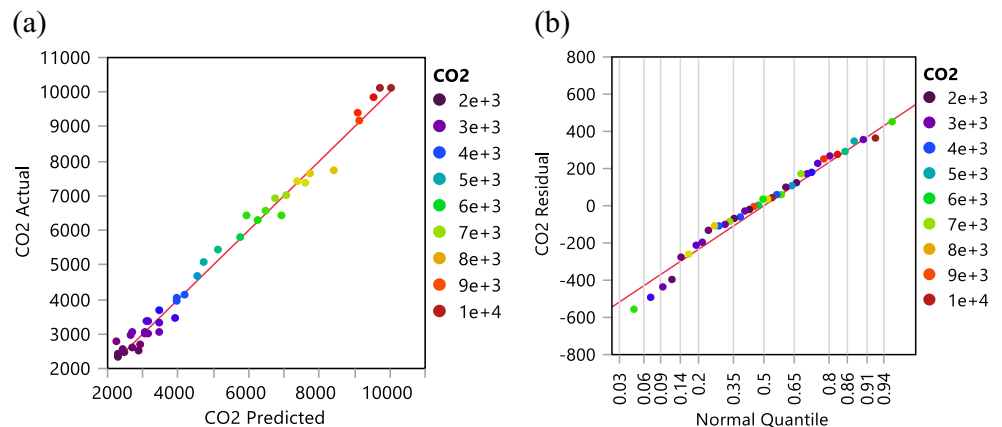 (a)
11000
10000
9000
8000
7000
6000
5000
4000
3000
2000
CO2 Actual
2000 4000 6000 8000 10000
CO2 Predicted
CO2
2e+3
3e+3
4e+3
5e+3
6e+3
7e+3
8e+3
9e+3
1e+4
(b)
800
600
400
200
0
-200
-400
-600
-800
CO2 Residual
0.03 0.06 0.09 0.14 0.2 0.35 0.5 0.65 0.8 0.86 0.91 0.94
Normal Quantile
CO2
2e+3
3e+3
4e+3
5e+3
6e+3
7e+3
8e+3
9e+3
1e+4